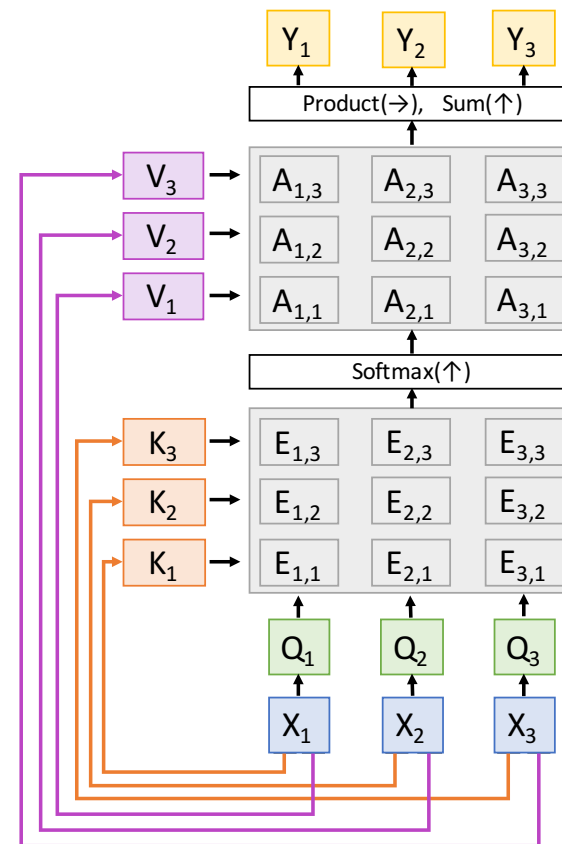 Y1 Y2 Y3
Product(→), Sum(↑)
V3 A1,3 A2,3 A3,3
V2 A1,2 A2,2 A3,2
V1 A1,1 A2,1 A3,1
Softmax(↑)
K3 E1,3 E2,3 E3,3
K2 E1,2 E2,2 E3,2
K1 E1,1 E2,1 E3,1
Q1 Q2 Q3
X1 X2 X3